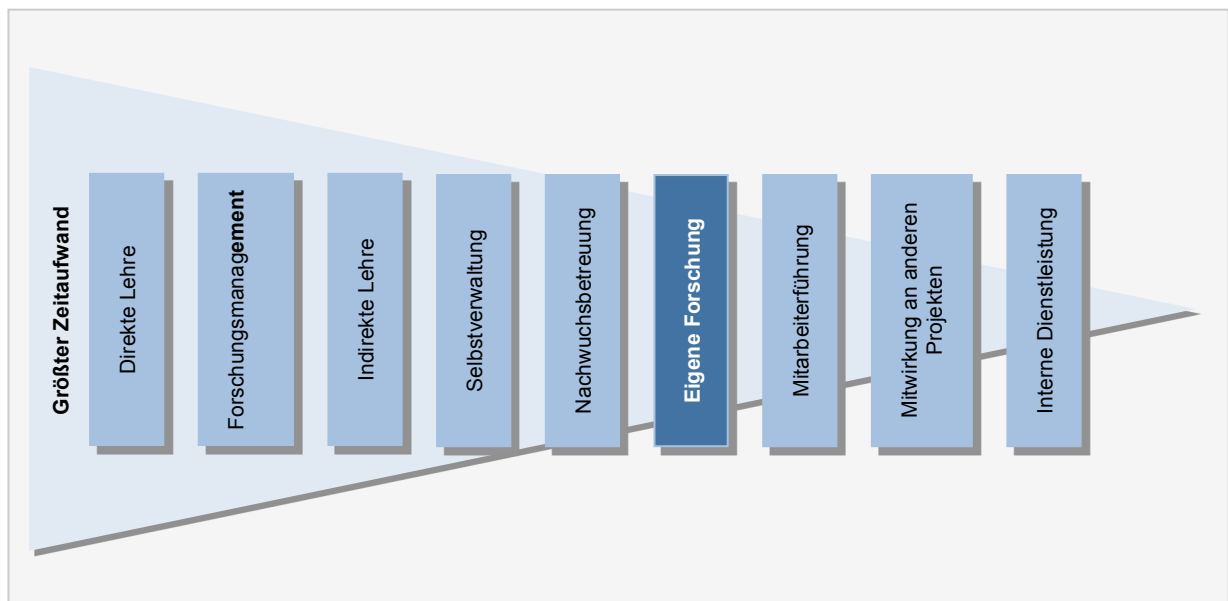 Größter Zeitaufwand
Direkte Lehre
Forschungsmanagement
Indirekte Lehre
Selbstverwaltung
Nachwuchsbetreuung
Eigene Forschung
Mitarbeiterführung
Mitwirkung an anderen
Projekten
Interne Dienstleistung